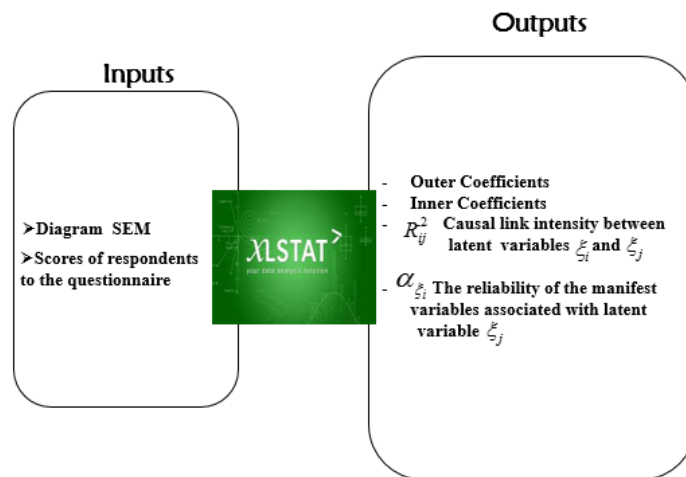 Outputs
Inputs
➢Diagram SEM
➢Scores of respondents
to the questionnaire
XLSTAT
your data analysis solution
- Outer Coefficients
- Inner Coefficients
- R²ᵢⱼ Causal link intensity between
latent variables ξᵢ and ξⱼ
- α_ξᵢ The reliability of the manifest
variables associated with latent
variable ξⱼ